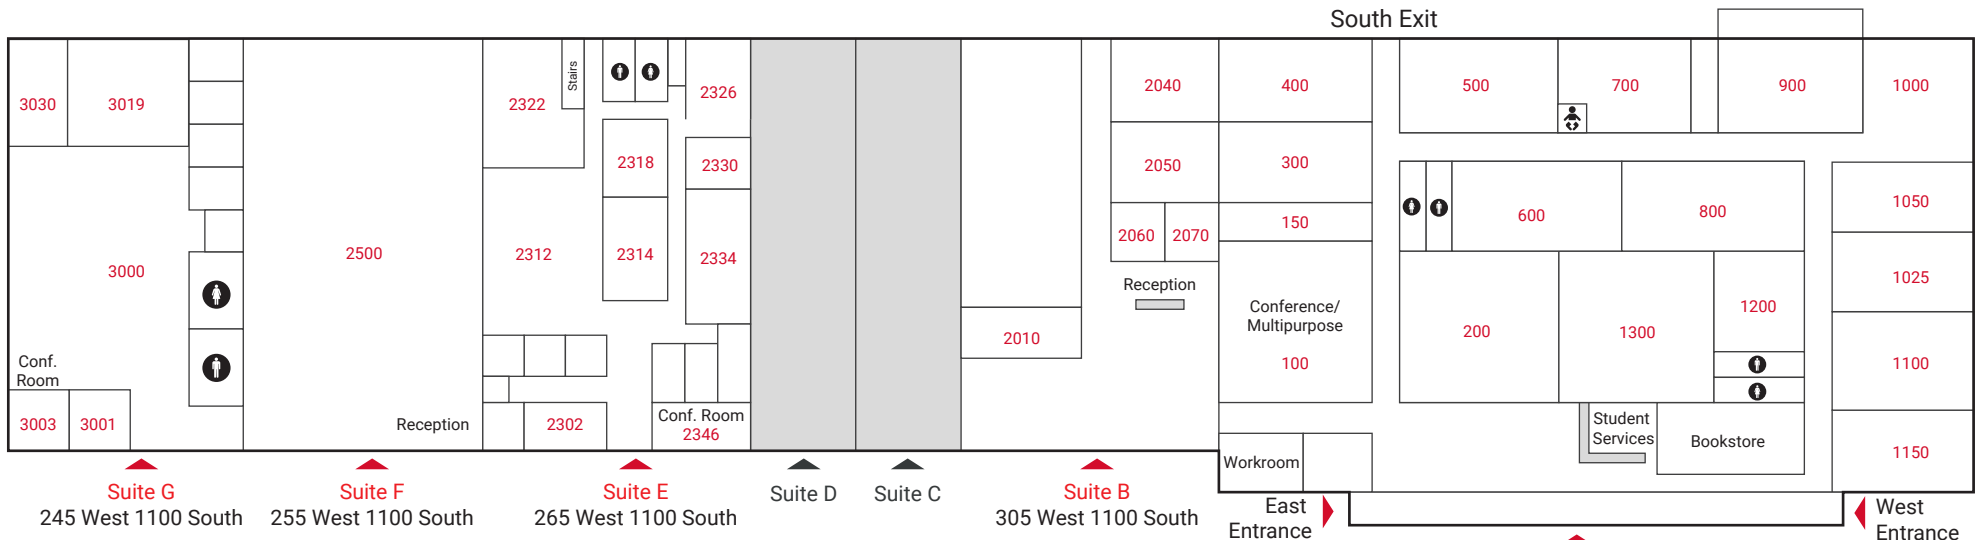 South Exit
3030
3019
2322
Stairs
2326
2040
400
500
700
900
1000
2318
2330
2050
300
150
600
800
1050
2060
2070
3000
2500
2312
2314
2334
Reception
1025
Conference/
Multipurpose
100
200
1300
1200
2010
1100
Conf.
Room
3003
3001
Reception
2302
Conf. Room
2346
Student
Services
Bookstore
1150
Workroom
Suite G
245 West 1100 South
Suite F
255 West 1100 South
Suite E
265 West 1100 South
Suite D
Suite C
Suite B
305 West 1100 South
East
Entrance
West
Entrance